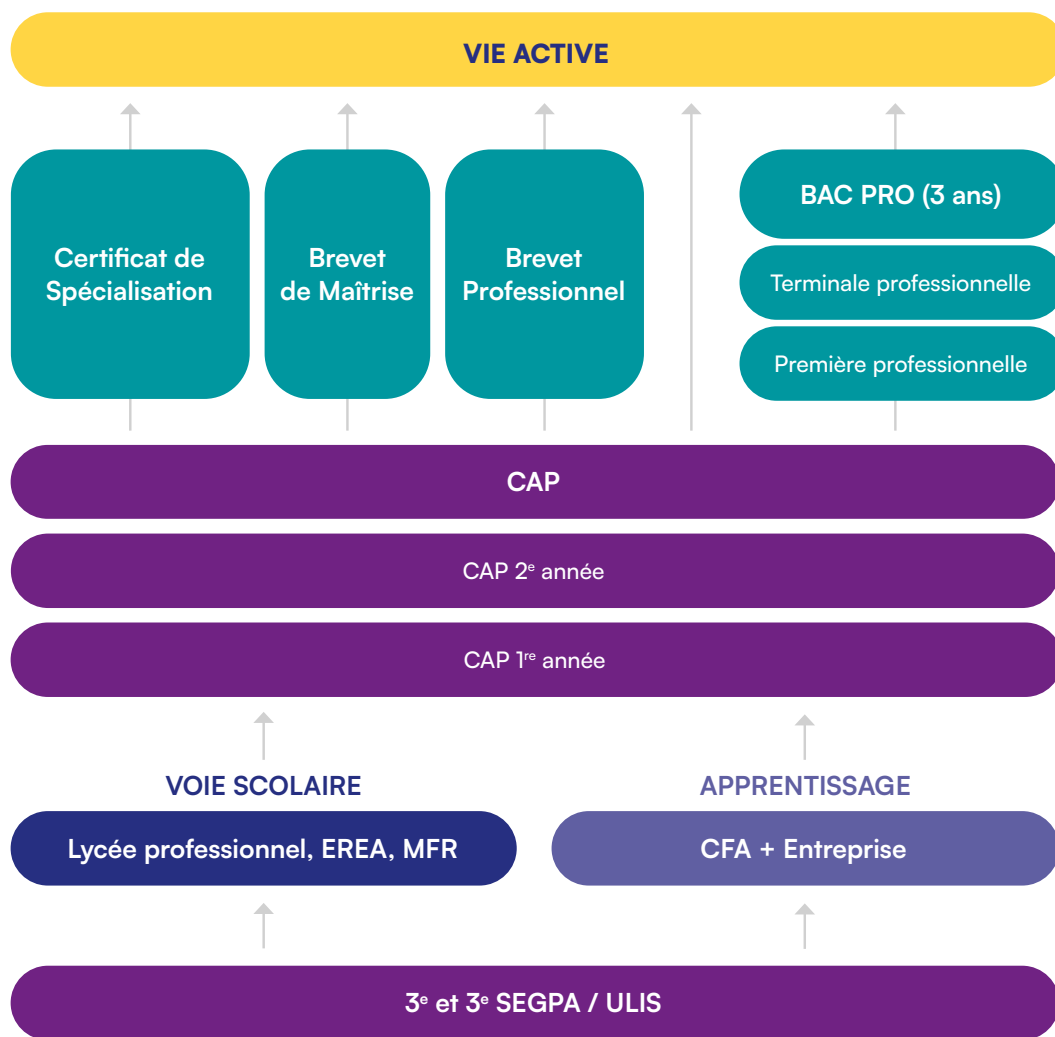 VIE ACTIVE
Certificat de
Spécialisation
Brevet
de Maîtrise
Brevet
Professionnel
BAC PRO (3 ans)
Terminale professionnelle
Première professionnelle
CAP
CAP 2e année
CAP 1re année
VOIE SCOLAIRE
Lycée professionnel, EREA, MFR
APPRENTISSAGE
CFA + Entreprise
3e et 3e SEGPA / ULIS